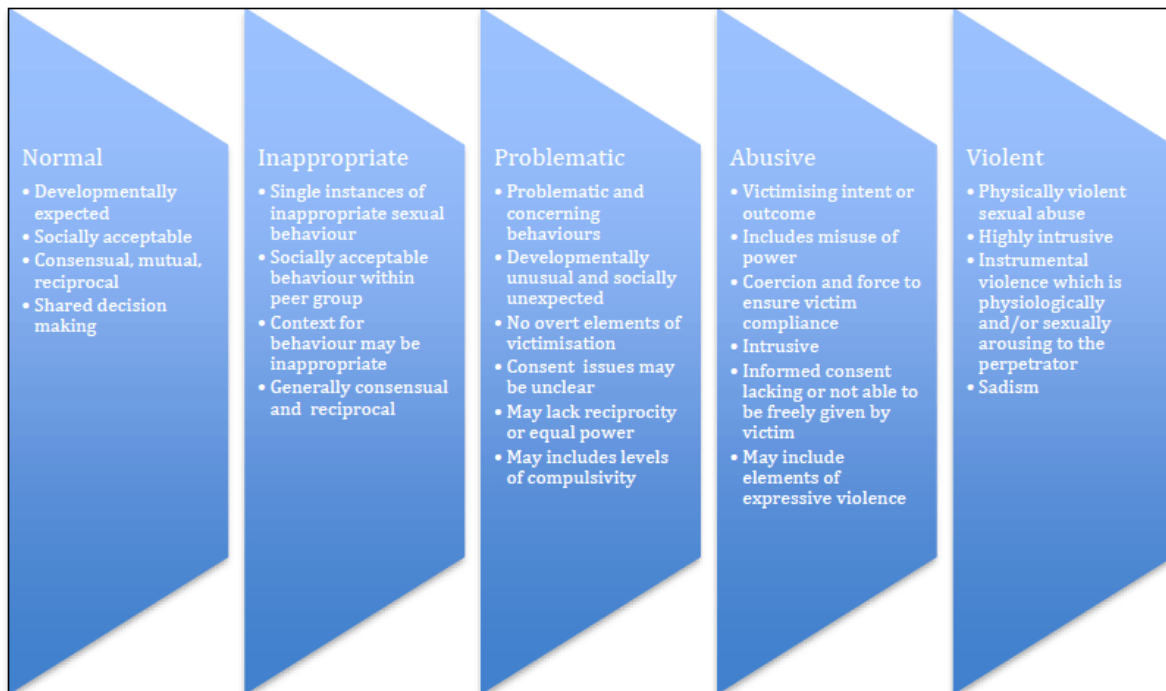 Normal
• Developmentally
expected
• Socially acceptable
• Consensual, mutual,
reciprocal
• Shared decision
making
Inappropriate
• Single instances of
inappropriate sexual
behaviour
• Socially acceptable
behaviour within
peer group
• Context for
behaviour may be
inappropriate
• Generally consensual
and reciprocal
Problematic
• Problematic and
concerning
behaviours
• Developmentally
unusual and socially
unexpected
• No overt elements of
victimisation
• Consent issues may
be unclear
• May lack reciprocity
or equal power
• May includes levels
of compulsivity
Abusive
• Victimising intent or
outcome
• Includes misuse of
power
• Coercion and force to
ensure victim
compliance
• Intrusive
• Informed consent
lacking or not able to
be freely given by
victim
• May include
elements of
expressive violence
Violent
• Physically violent
sexual abuse
• Highly intrusive
• Instrumental
violence which is
physiologically
and/or sexually
arousing to the
perpetrator
• Sadism